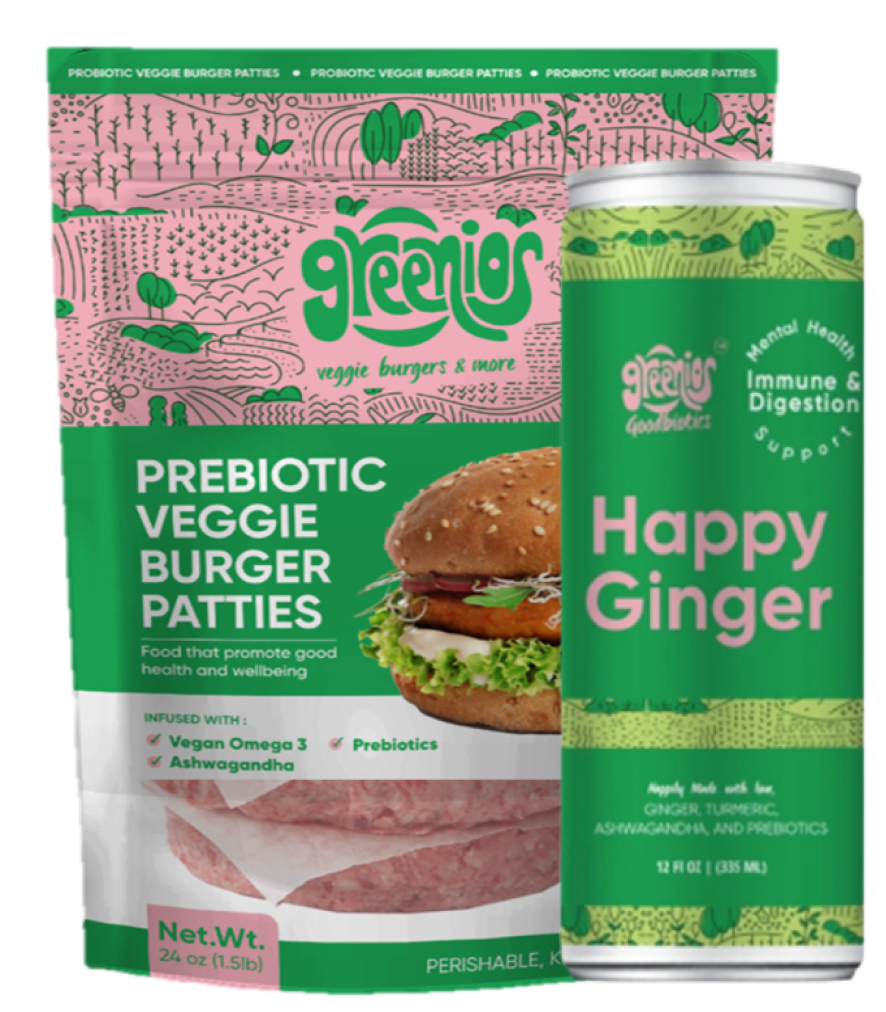 PROBIOTIC VEGGIE BURGER PATTIES • PROBIOTIC VEGGIE BURGER PATTIES • PROBIOTIC VEGGIE BURGER PATTIES
greenios
veggie burgers & more
PREBIOTIC
VEGGIE
BURGER
PATTIES
Food that promote good
health and wellbeing
INFUSED WITH :
Vegan Omega 3
Prebiotics
Ashwagandha
Net.Wt.
24 oz (1.5lb)
PERISHABLE, K
greenios
Goodbiotics
TM
Mental Health
Immune &
Digestion
Support
Happy
Ginger
Happily Made with love,
GINGER, TURMERIC,
ASHWAGANDHA, AND PREBIOTICS
12 Fl OZ | (335 ML)